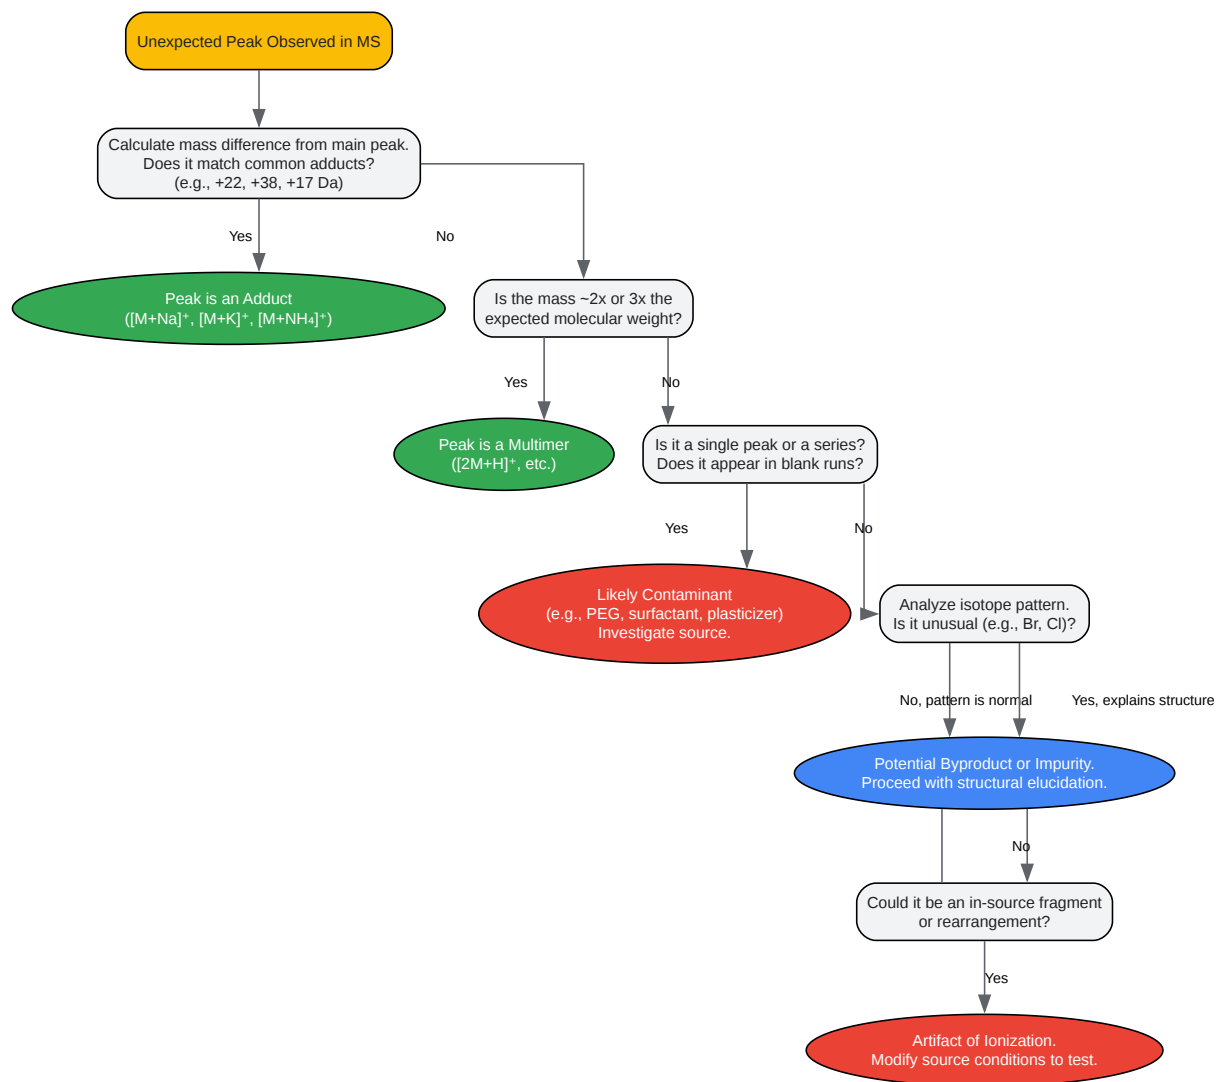 Unexpected Peak Observed in MS
Calculate mass difference from main peak.
Does it match common adducts?
(e.g., +22, +38, +17 Da)
Yes
No
Peak is an Adduct
([M+Na]⁺, [M+K]⁺, [M+NH₄]⁺)
Is the mass ~2x or 3x the
expected molecular weight?
Yes
No
Peak is a Multimer
([2M+H]⁺, etc.)
Is it a single peak or a series?
Does it appear in blank runs?
Yes
No
Likely Contaminant
(e.g., PEG, surfactant, plasticizer)
Investigate source.
Analyze isotope pattern.
Is it unusual (e.g., Br, Cl)?
No, pattern is normal
Yes, explains structure
Potential Byproduct or Impurity.
Proceed with structural elucidation.
No
Could it be an in-source fragment
or rearrangement?
Yes
Artifact of Ionization.
Modify source conditions to test.